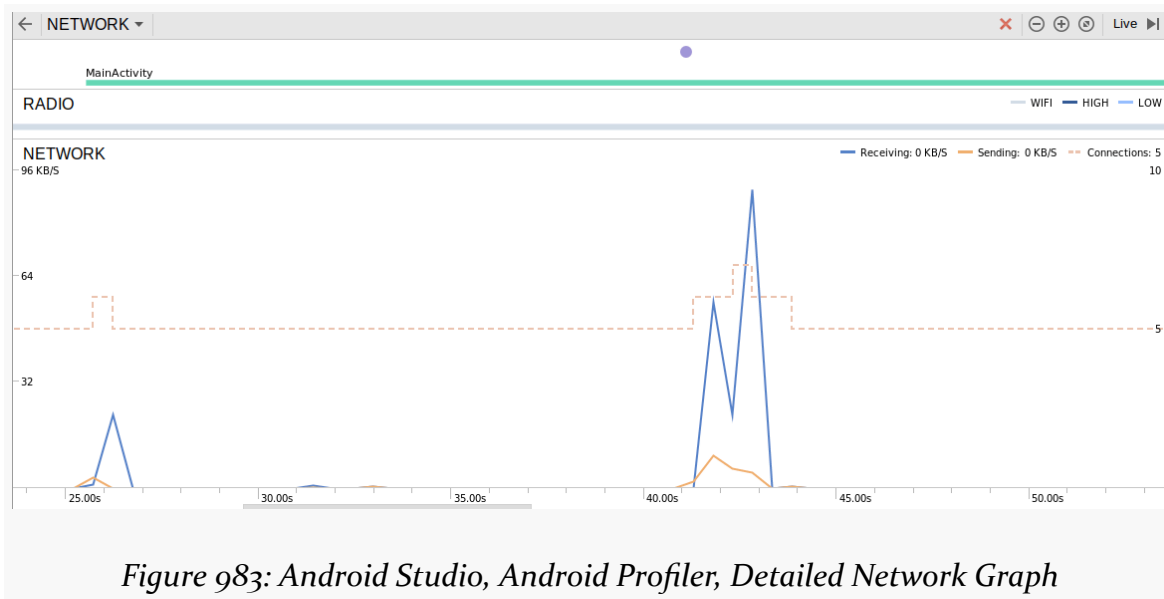 NETWORK
Live
MainActivity
RADIO
WIFI HIGH LOW
NETWORK
Receiving: 0 KB/S Sending: 0 KB/S Connections: 5
96 KB/S 10
64
5
32
25.00s 30.00s 35.00s 40.00s 45.00s 50.00s
Figure 983: Android Studio, Android Profiler, Detailed Network Graph